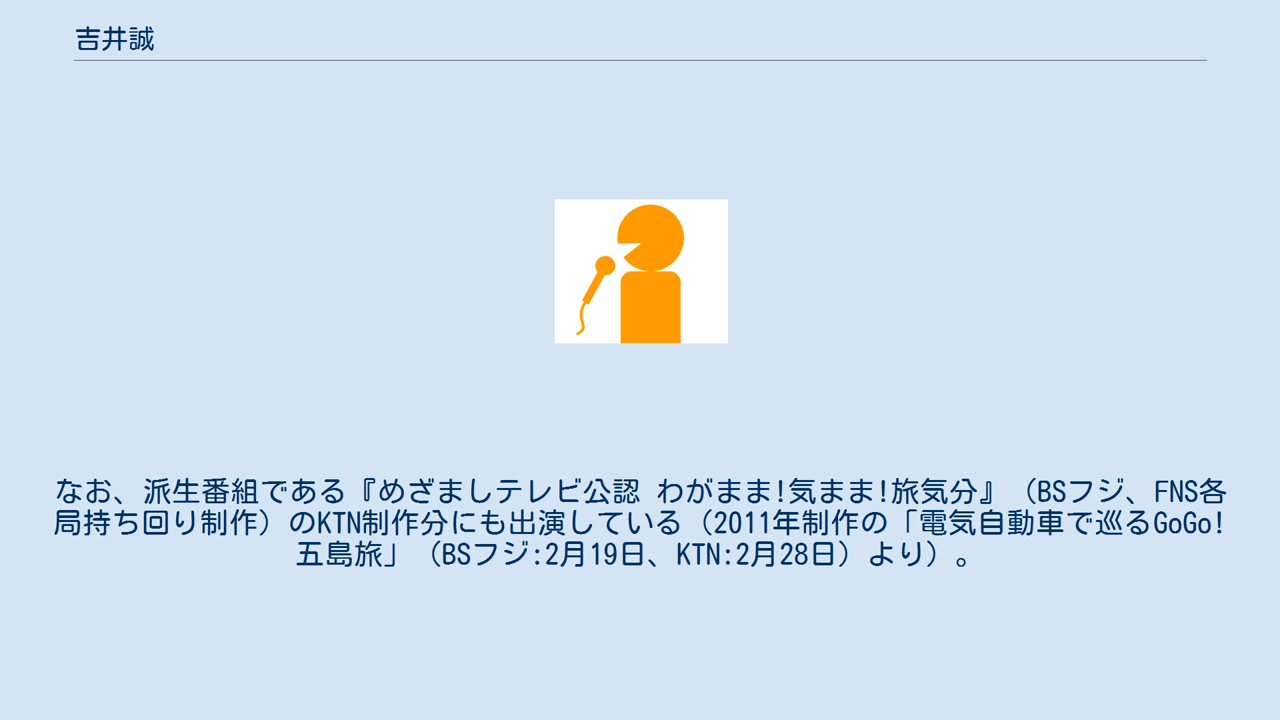 吉井誠
なお、派生番組である『めざましテレビ公認 わがまま!気まま!旅気分』（BSフジ、FNS各
局持ち回り制作）のKTN制作分にも出演している（2011年制作の「電気自動車で巡るGoGo!
五島旅」（BSフジ:2月19日、KTN:2月28日）より）。